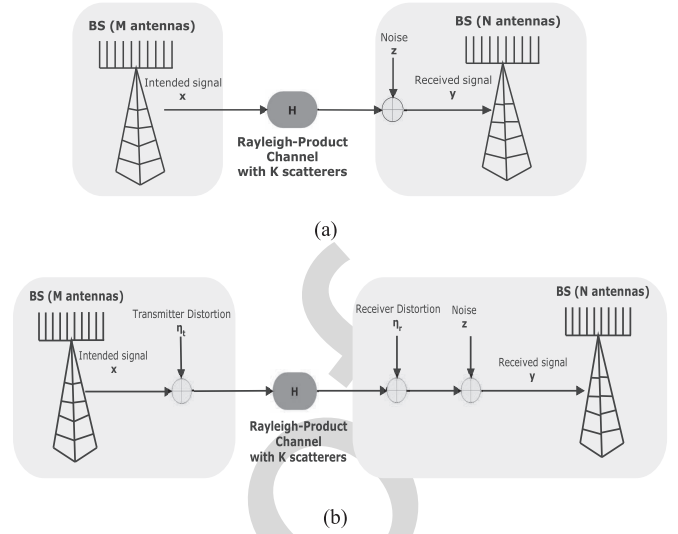 BS (M antennas)
Intended signal
x
H
Rayleigh-Product
Channel
with K scatterers
Noise
z
Received signal
y
BS (N antennas)
(a)
BS (M antennas)
Transmitter Distortion
ηt
Intended signal
x
H
Rayleigh-Product
Channel
with K scatterers
Receiver Distortion
ηr
Noise
z
Received signal
y
BS (N antennas)
(b)